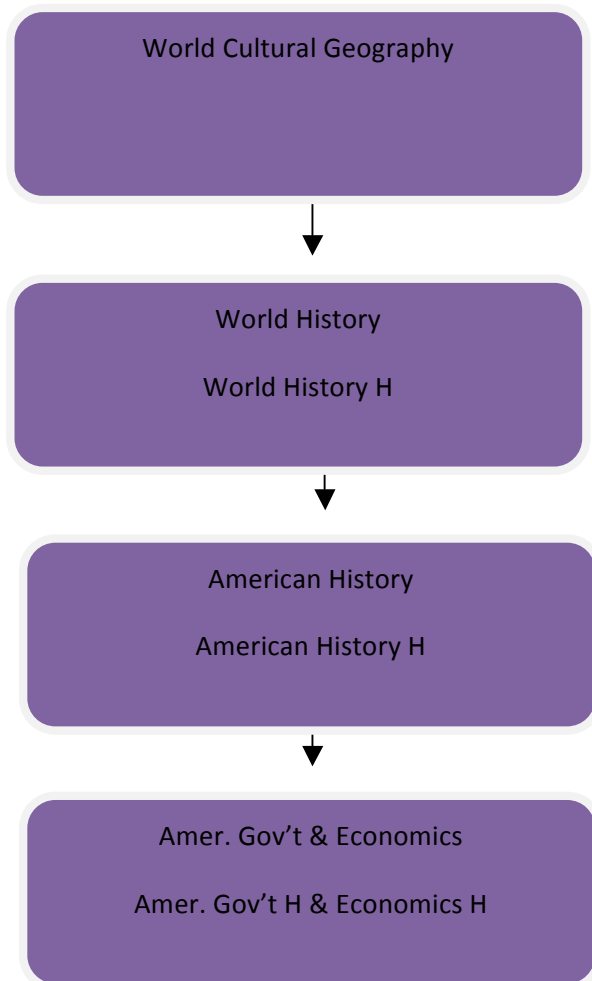 World Cultural Geography
World History
World History H
American History
American History H
Amer. Gov’t & Economics
Amer. Gov’t H & Economics H